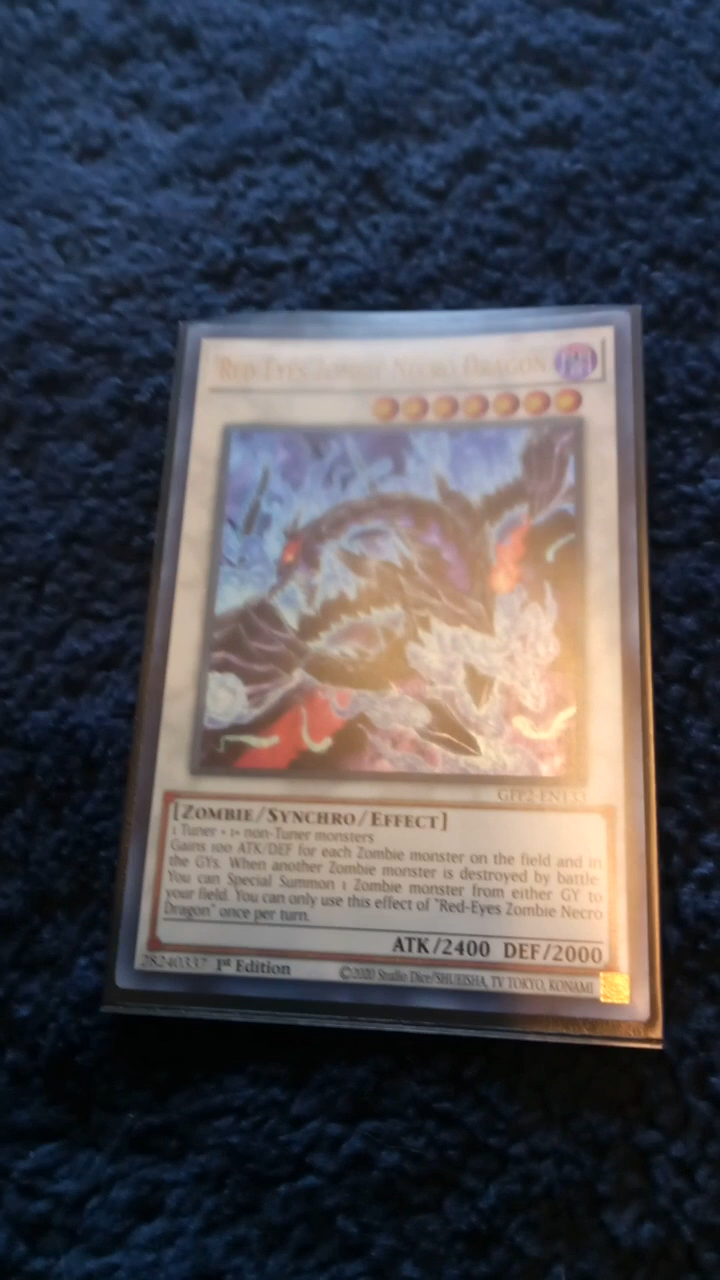 Red-Eyes Zombie Necro Dragon
GFP2-EN133
[Zombie/Synchro/Effect]
1 Tuner + 1+ non-Tuner monsters
Gains 100 ATK/DEF for each Zombie monster on the field and in
the GYs. When another Zombie monster is destroyed by battle:
You can Special Summon 1 Zombie monster from either GY to
your field. You can only use this effect of "Red-Eyes Zombie Necro
Dragon" once per turn.
ATK/2400 DEF/2000
28240337 1st Edition ©2020 Studio Dice/SHUEISHA, TV TOKYO, KONAMI